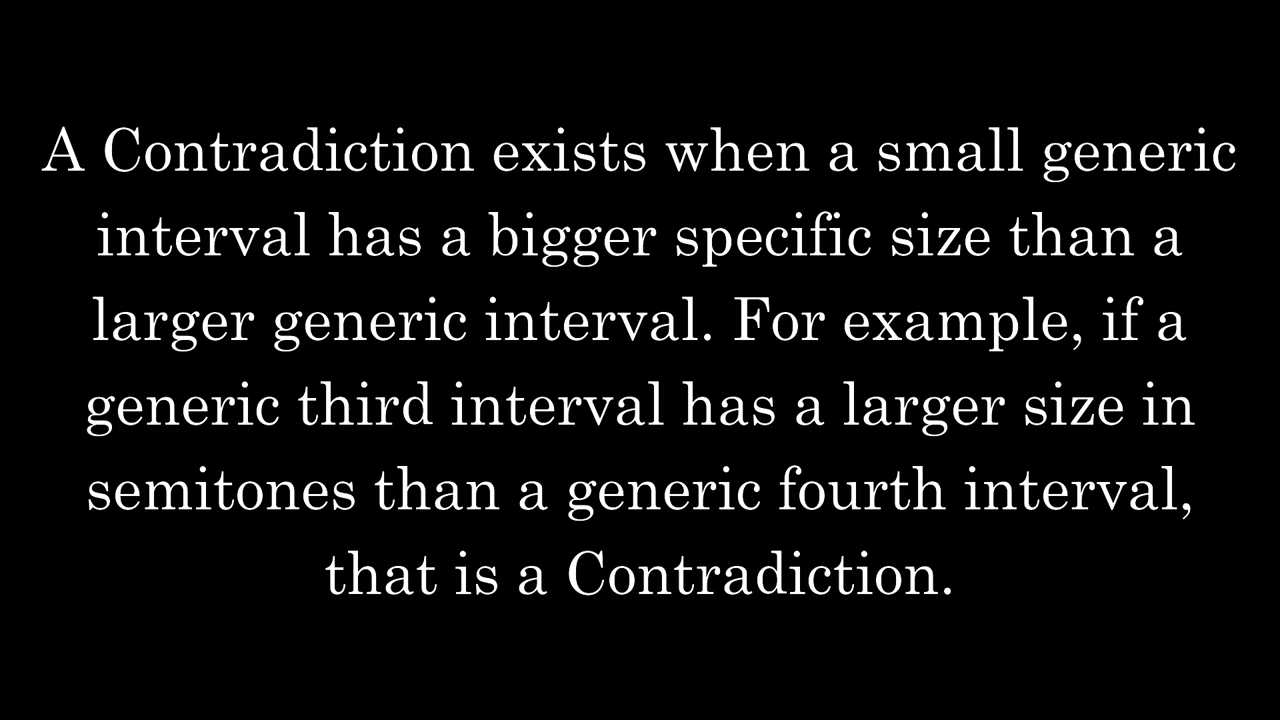 A Contradiction exists when a small generic
interval has a bigger specific size than a
larger generic interval. For example, if a
generic third interval has a larger size in
semitones than a generic fourth interval,
that is a Contradiction.